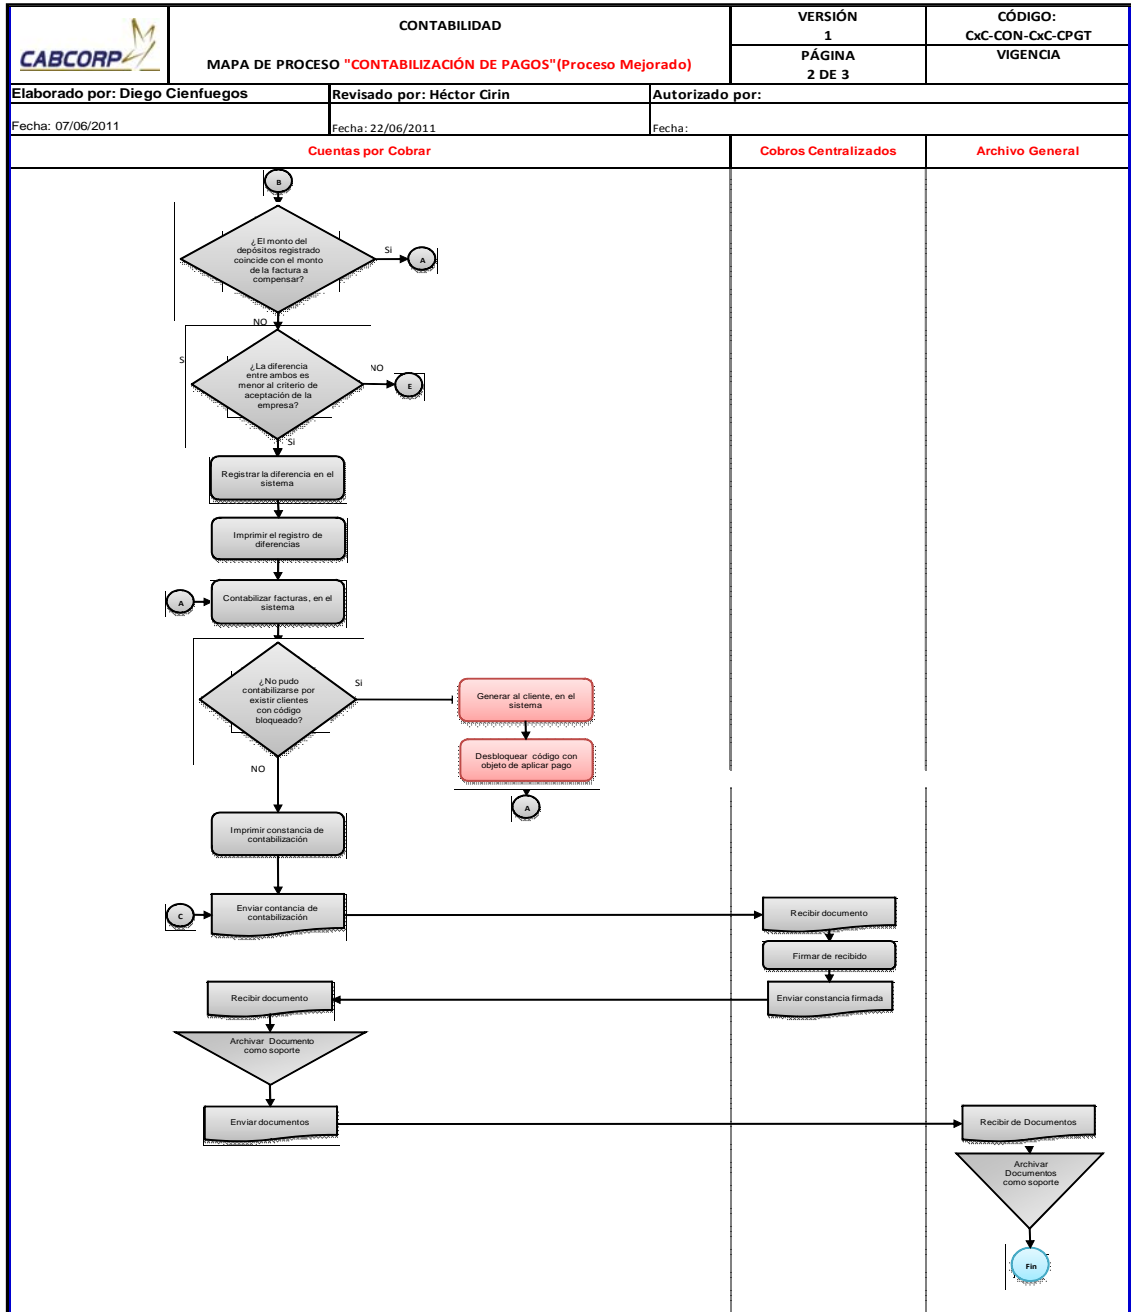 CABCORP
CONTABILIDAD
MAPA DE PROCESO "CONTABILIZACIÓN DE PAGOS"(Proceso Mejorado)
VERSIÓN
1
PÁGINA
2 DE 3
CÓDIGO:
CxC-CON-CxC-CPGT
VIGENCIA
Elaborado por: Diego Cienfuegos
Revisado por: Héctor Cirin
Autorizado por:
Fecha: 07/06/2011
Fecha: 22/06/2011
Fecha:
Cuentas por Cobrar
Cobros Centralizados
Archivo General
B
¿El monto del
depósitos registrado
coincide con el monto
de la factura a
compensar?
Si
A
NO
S
¿La diferencia
entre ambos es
menor al criterio de
aceptación de la
empresa?
NO
E
Si
Registrar la diferencia en el
sistema
Imprimir el registro de
diferencias
A
Contabilizar facturas, en el
sistema
¿No pudo
contabilizarse por
existir clientes
con código
bloqueado?
Si
Generar al cliente, en el
sistema
Desbloquear código con
objeto de aplicar pago
A
NO
Imprimir constancia de
contabilización
C
Enviar contancia de
contabilización
Recibir documento
Firmar de recibido
Enviar constancia firmada
Recibir documento
Archivar Documento
como soporte
Enviar documentos
Recibir de Documentos
Archivar
Documentos
como soporte
Fin